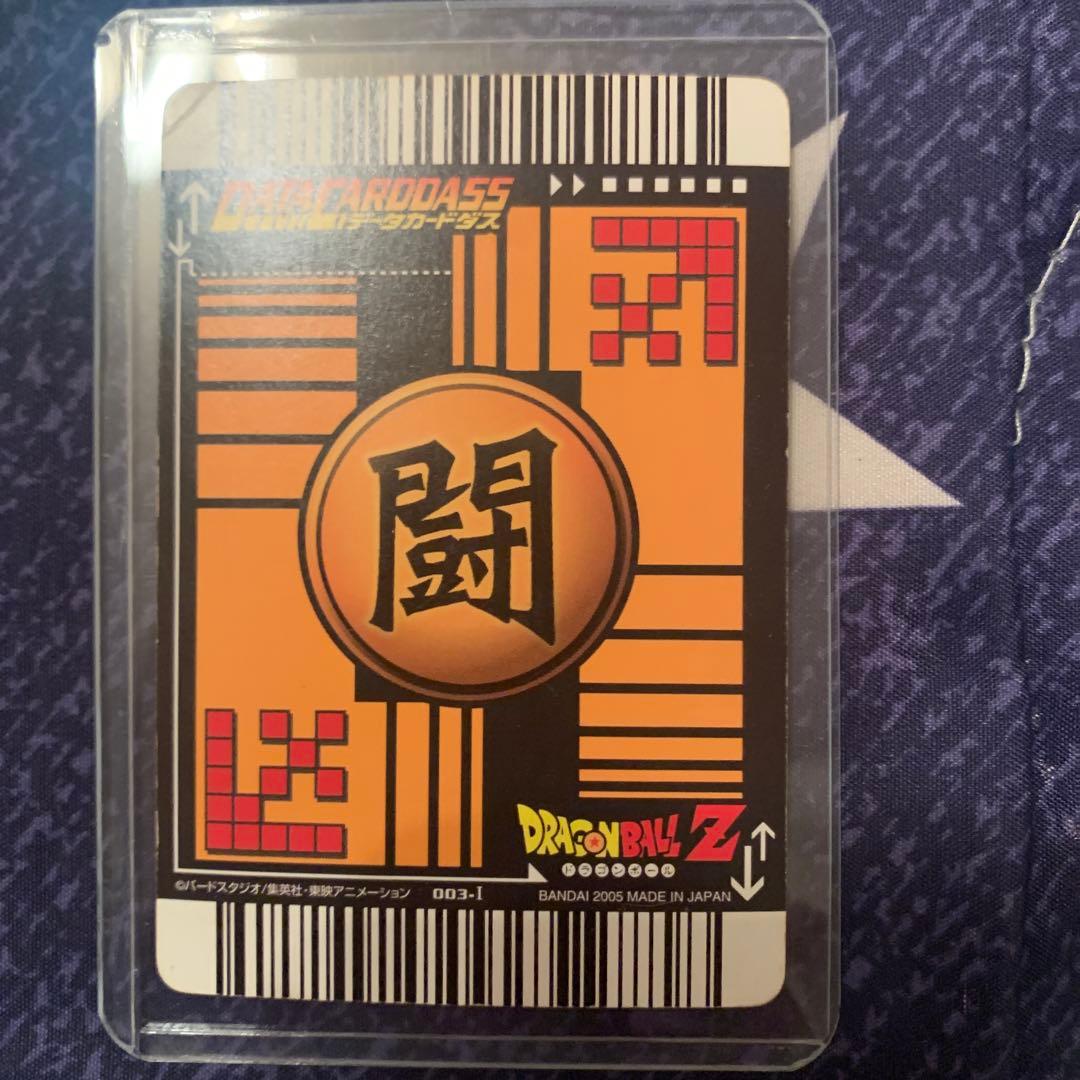 DATA CARDDASS
データカードダス
闘
DRAGON BALL Z
ドラゴンボール
©バードスタジオ/集英社・東映アニメーション 003-I BANDAI 2005 MADE IN JAPAN